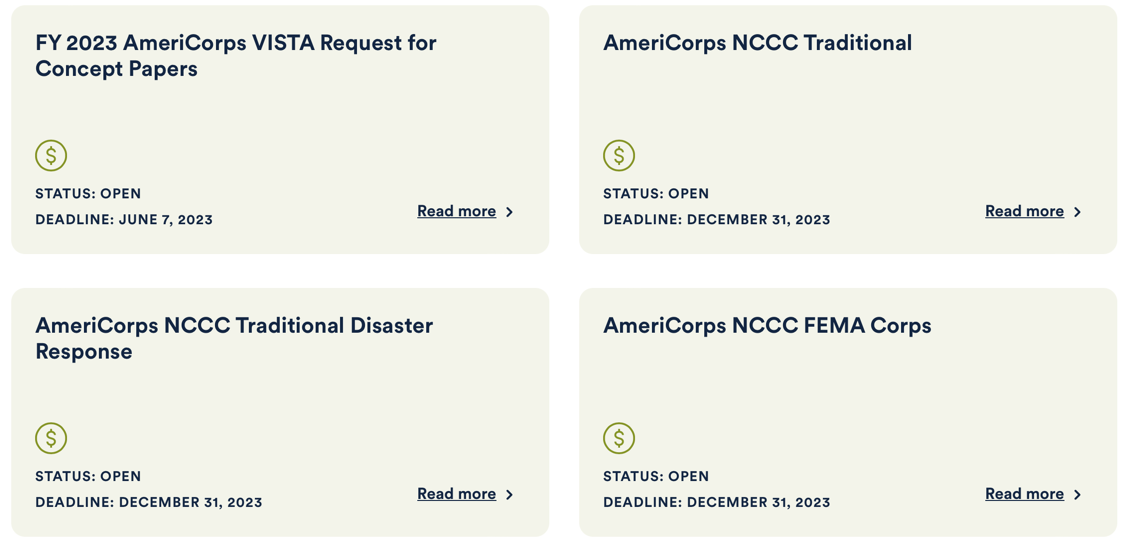 FY 2023 AmeriCorps VISTA Request for
Concept Papers
$
STATUS: OPEN
DEADLINE: JUNE 7, 2023
Read more
AmeriCorps NCCC Traditional
$
STATUS: OPEN
DEADLINE: DECEMBER 31, 2023
Read more
AmeriCorps NCCC Traditional Disaster
Response
$
STATUS: OPEN
DEADLINE: DECEMBER 31, 2023
Read more
AmeriCorps NCCC FEMA Corps
$
STATUS: OPEN
DEADLINE: DECEMBER 31, 2023
Read more